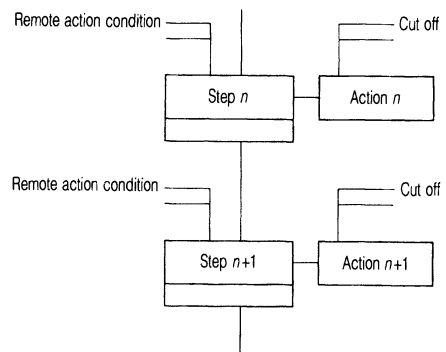 Remote action condition
Cut off
Step n
Action n
Remote action condition
Cut off
Step n+1
Action n+1